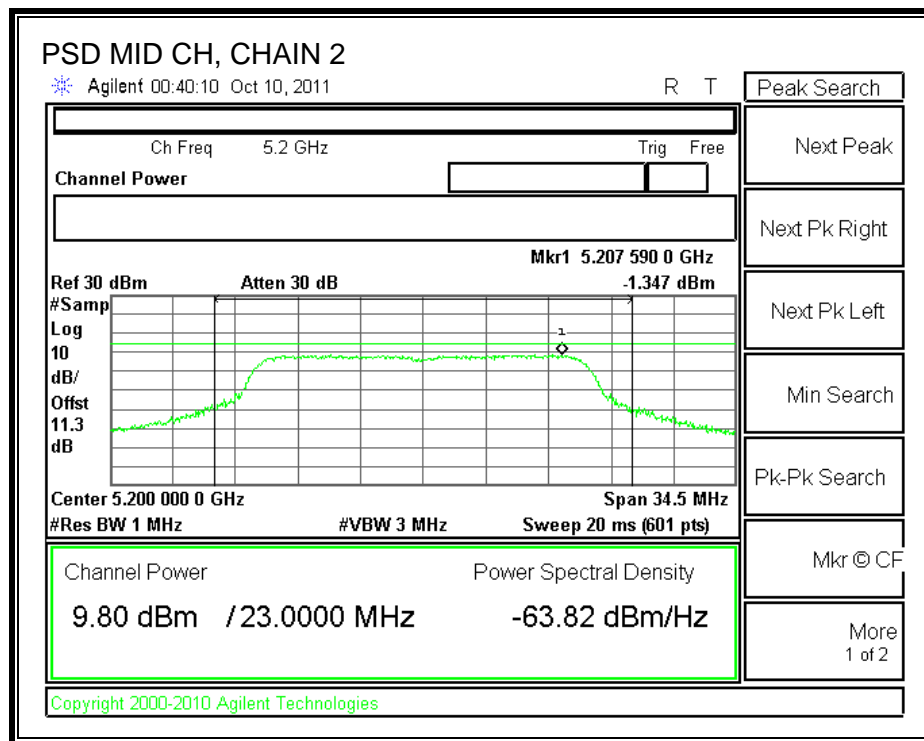 PSD MID CH, CHAIN 2
Agilent 00:40:10 Oct 10, 2011 R T
Peak Search
Ch Freq 5.2 GHz Trig Free
Channel Power
Mkr1 5.207 590 0 GHz
Ref 30 dBm Atten 30 dB -1.347 dBm
#Samp
Log
10
dB/
Offst
11.3
dB
1
Center 5.200 000 0 GHz Span 34.5 MHz
#Res BW 1 MHz #VBW 3 MHz Sweep 20 ms (601 pts)
Channel Power Power Spectral Density
9.80 dBm / 23.0000 MHz -63.82 dBm/Hz
Copyright 2000-2010 Agilent Technologies
Next Peak
Next Pk Right
Next Pk Left
Min Search
Pk-Pk Search
Mkr © CF
More
1 of 2